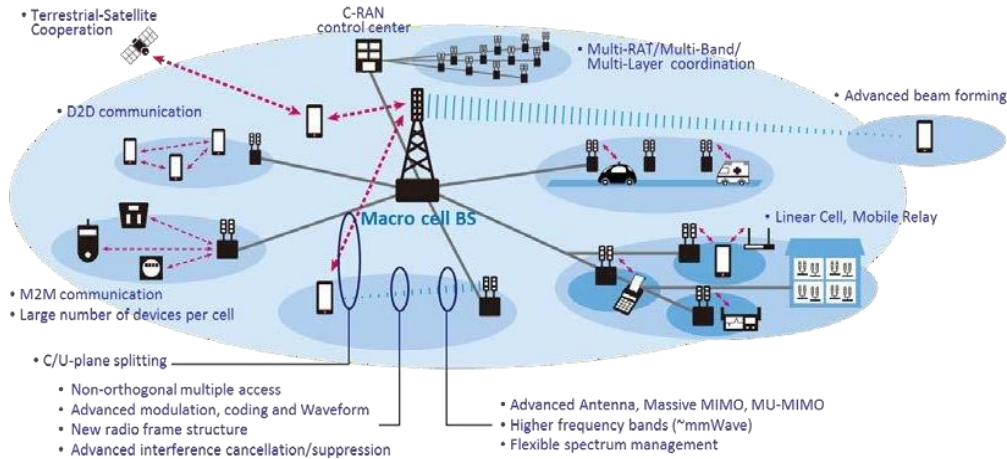 • Terrestrial-Satellite
Cooperation
C-RAN
control center
• Multi-RAT/Multi-Band/
Multi-Layer coordination
• Advanced beam forming
• D2D communication
Macro cell BS
• Linear Cell, Mobile Relay
• M2M communication
• Large number of devices per cell
• C/U-plane splitting
• Non-orthogonal multiple access
• Advanced modulation, coding and Waveform
• New radio frame structure
• Advanced interference cancellation/suppression
• Advanced Antenna, Massive MIMO, MU-MIMO
• Higher frequency bands (~mmWave)
• Flexible spectrum management